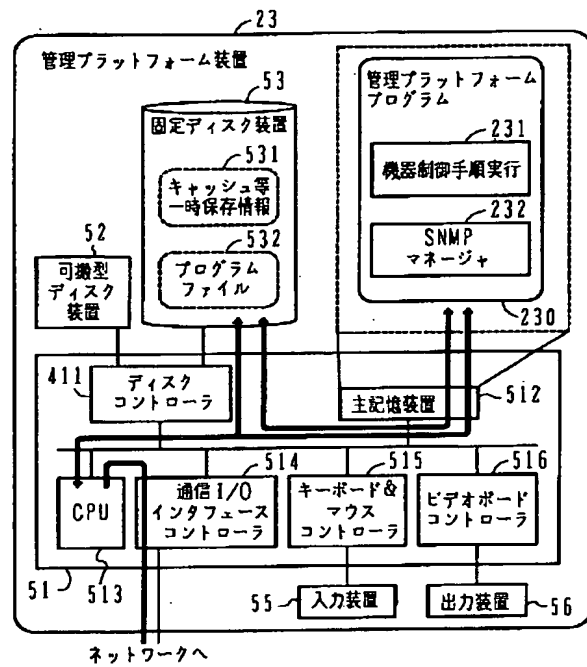 23
管理プラットフォーム装置
53
固定ディスク装置
531
キャッシュ等
一時保存情報
532
プログラム
ファイル
52
可搬型
ディスク
装置
管理プラットフォーム
プログラム
231
機器制御手順実行
232
SNMP
マネージャ
230
411
ディスク
コントローラ
主記憶装置
512
514
515
516
CPU
通信I/O
インタフェース
コントローラ
キーボード&
マウス
コントローラ
ビデオボード
コントローラ
51
513
55
入力装置
出力装置
56
ネットワークへ